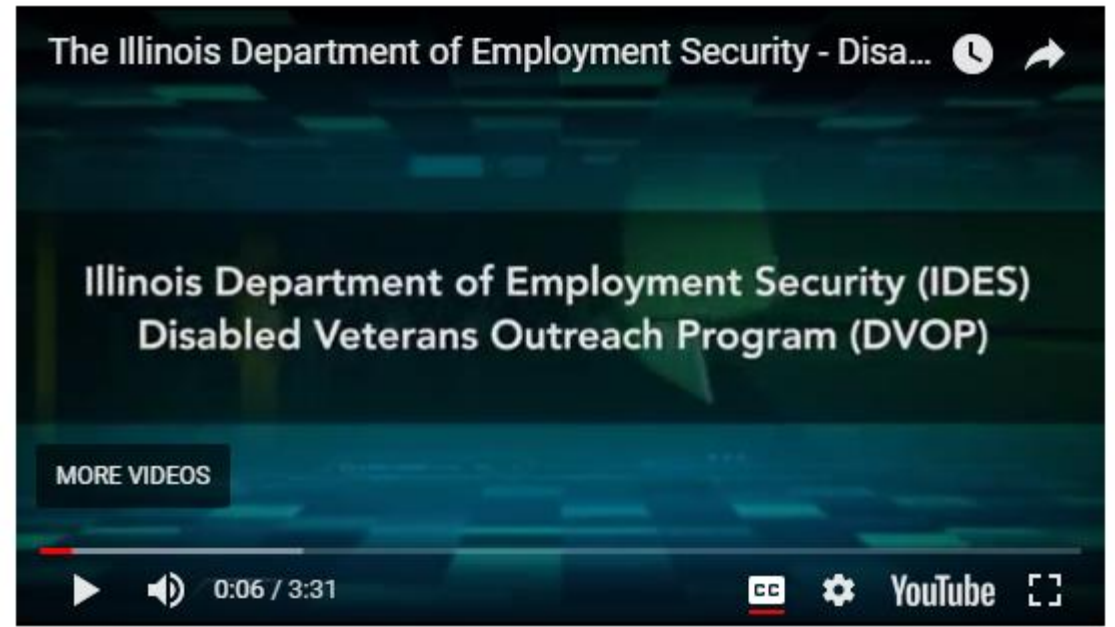 The Illinois Department of Employment Security - Disa...
Illinois Department of Employment Security (IDES)
Disabled Veterans Outreach Program (DVOP)
MORE VIDEOS
0:06 / 3:31
CC
YouTube